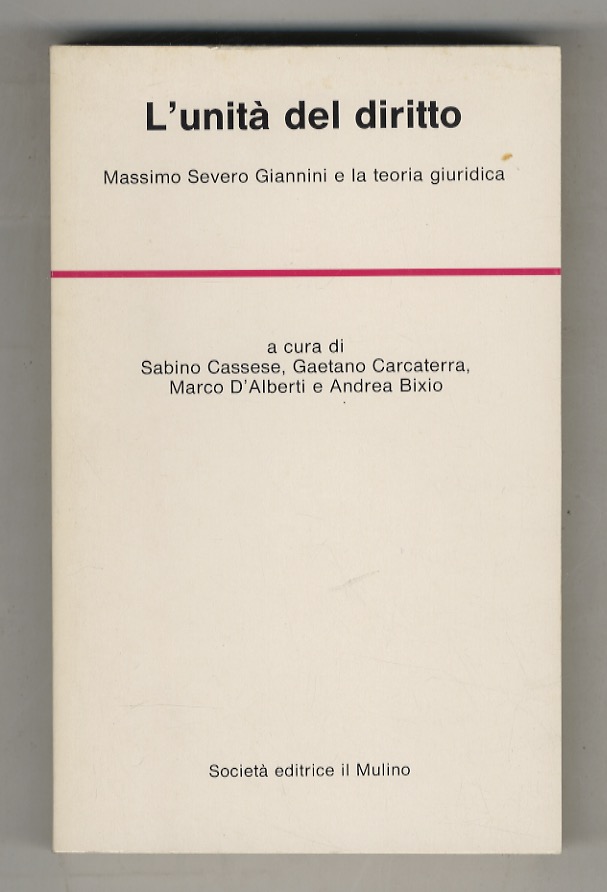 L'unità del diritto
Massimo Severo Giannini e la teoria giuridica
a cura di
Sabino Cassese, Gaetano Carcaterra,
Marco D'Alberti e Andrea Bixio
Società editrice il Mulino